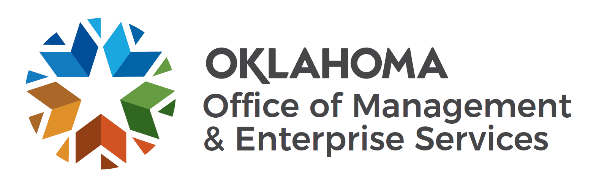 OKLAHOMA
Office of Management
& Enterprise Services